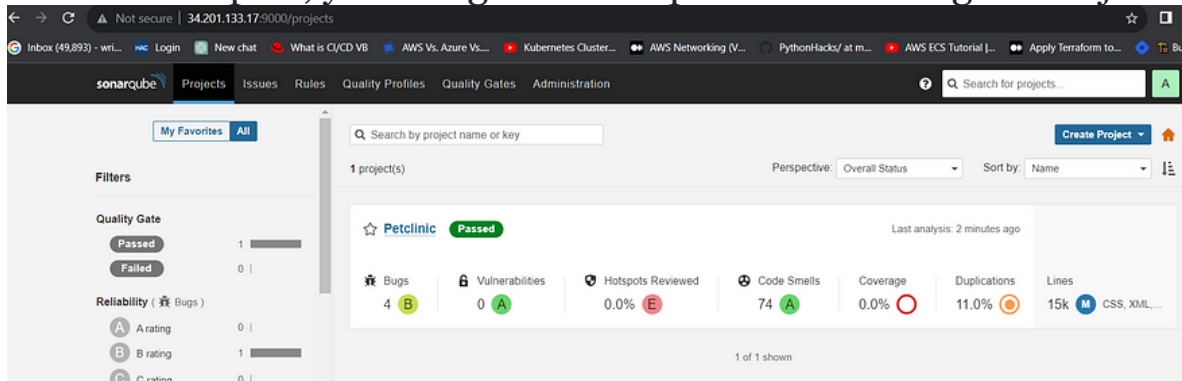 Not secure | 34.201.133.17:9000/projects
Inbox (49,893) - wri... Login New chat What is CI/CD VB AWS Vs. Azure Vs.... Kubernetes Cluster... AWS Networking (V... PythonHacks/ at m... AWS ECS Tutorial |... Apply Terraform to...
sonarqube Projects Issues Rules Quality Profiles Quality Gates Administration ? Search for projects... A
My Favorites All
Search by project name or key
Create Project
1 project(s)
Perspective: Overall Status Sort by: Name
Filters
Quality Gate
Passed 1
Failed 0
Reliability ( Bugs )
A A rating 0
B B rating 1
C C rating 0
Petclinic Passed Last analysis: 2 minutes ago
Bugs Vulnerabilities Hotspots Reviewed Code Smells Coverage Duplications Lines
4 B 0 A 0.0% E 74 A 0.0% 11.0% 15k M CSS, XML,...
1 of 1 shown